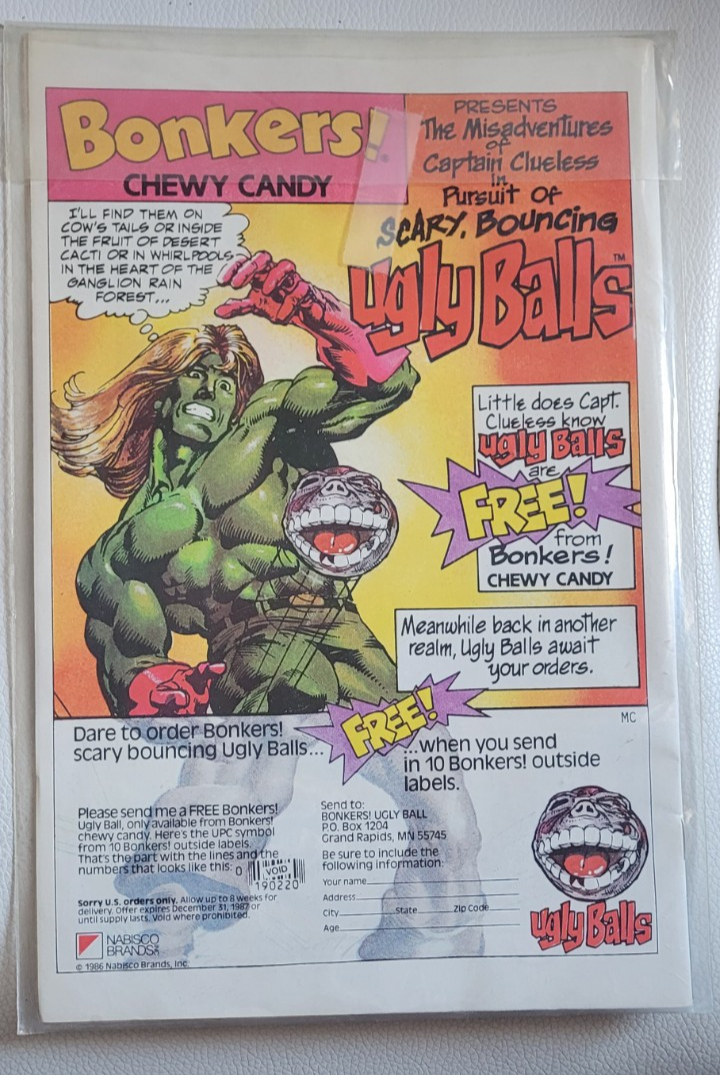 Bonkers!
CHEWY CANDY
PRESENTS
The Misadventures
of
Captain Clueless
in
Pursuit Of
SCARY, Bouncing
ugly Balls™
I'LL FIND THEM ON
COW'S TAILS OR INSIDE
THE FRUIT OF DESERT
CACTI OR IN WHIRLPOOLS
IN THE HEART OF THE
GANGLION RAIN
FOREST...
Little does Capt.
Clueless know
ugly Balls
are
FREE!
from
Bonkers!
CHEWY CANDY
Meanwhile back in another
realm, Ugly Balls await
your orders.
MC
Dare to order Bonkers!
scary bouncing Ugly Balls...
FREE!
...when you send
in 10 Bonkers! outside
labels.
Please send me a FREE Bonkers!
Ugly Ball, only available from Bonkers!
chewy candy. Here's the UPC symbol
from 10 Bonkers! outside labels.
That's the part with the lines and the
numbers that looks like this:
0 VOID
190220
Sorry U.S. orders only. Allow up to 8 weeks for
delivery. Offer expires December 31, 1987 or
until supply lasts. Void where prohibited.
NABISCO
BRANDS INC
© 1986 Nabisco Brands, Inc.
Send to:
BONKERS! UGLY BALL
P.O. Box 1204
Grand Rapids, MN 55745
Be sure to include the
following information:
Your name
Address
City State Zip Code
Age
ugly Balls